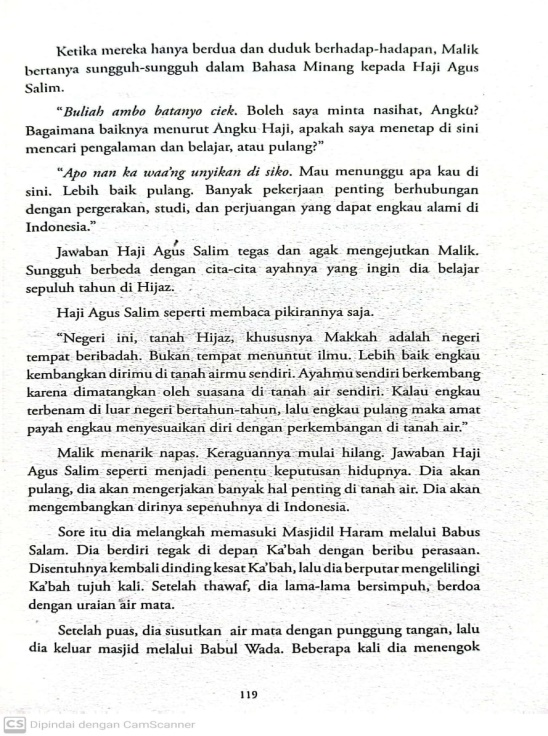 Ketika mereka hanya berdua dan duduk berhadap-hadapan, Malik
bertanya sungguh-sungguh dalam Bahasa Minang kepada Haji Agus
Salim.
“Buliah ambo batanyo ciek. Boleh saya minta nasihat, Angku?
Bagaimana baiknya menurut Angku Haji, apakah saya menetap di sini
mencari pengalaman dan belajar, atau pulang?”
“Apo nan ka waa’ng unyikan di siko. Mau menunggu apa kau di
sini. Lebih baik pulang. Banyak pekerjaan penting berhubungan
dengan pergerakan, studi, dan perjuangan yang dapat engkau alami di
Indonesia.”
Jawaban Haji Agus Salim tegas dan agak mengejutkan Malik.
Sungguh berbeda dengan cita-cita ayahnya yang ingin dia belajar
sepuluh tahun di Hijaz.
Haji Agus Salim seperti membaca pikirannya saja.
“Negeri ini, tanah Hijaz, khususnya Makkah adalah negeri
tempat beribadah. Bukan tempat menuntut ilmu. Lebih baik engkau
kembangkan dirimu di tanah airmu sendiri. Ayahmu sendiri berkembang
karena dimatangkan oleh suasana di tanah air sendiri. Kalau engkau
terbenam di luar negeri bertahun-tahun, lalu engkau pulang maka amat
payah engkau menyesuaikan diri dengan perkembangan di tanah air.”
Malik menarik napas. Keraguannya mulai hilang. Jawaban Haji
Agus Salim seperti menjadi penentu keputusan hidupnya. Dia akan
pulang, dia akan mengerjakan banyak hal penting di tanah air. Dia akan
mengembangkan dirinya sepenuhnya di Indonesia.
Sore itu dia melangkah memasuki Masjidil Haram melalui Babus
Salam. Dia berdiri tegak di depan Ka’bah dengan beribu perasaan.
Disentuhnya kembali dinding kesat Ka’bah, lalu dia berputar mengelilingi
Ka’bah tujuh kali. Setelah thawaf, dia lama-lama bersimpuh, berdoa
dengan uraian air mata.
Setelah puas, dia susutkan air mata dengan punggung tangan, lalu
dia keluar masjid melalui Babul Wada. Beberapa kali dia menengok
119
CS Dipindai dengan CamScanner